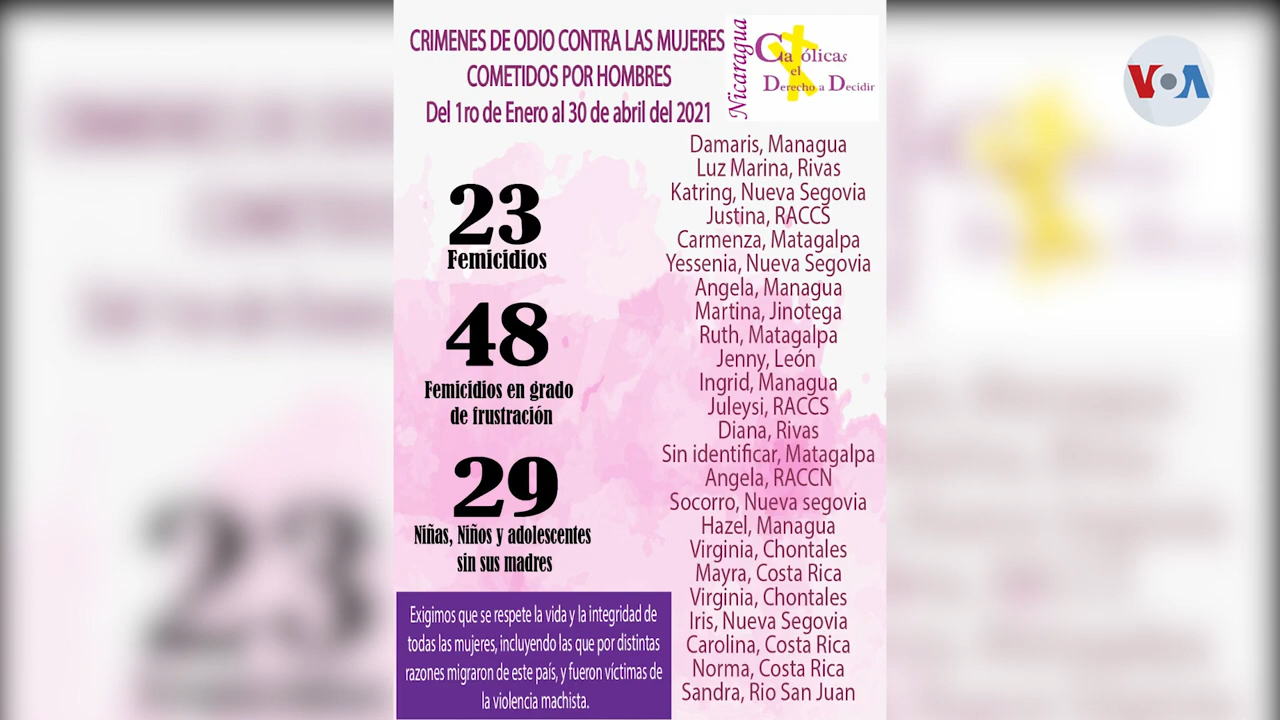 CRIMENES DE ODIO CONTRA LAS MUJERES
COMETIDOS POR HOMBRES
Del 1ro de Enero al 30 de abril del 2021
Nicaragua
Católicas
el
Derecho a Decidir
VOA
23
Femicidios
48
Femicidios en grado
de frustración
29
Niñas, Niños y adolescentes
sin sus madres
Exigimos que se respete la vida y la integridad de
todas las mujeres, incluyendo las que por distintas
razones migraron de este país, y fueron víctimas de
la violencia machista.
Damaris, Managua
Luz Marina, Rivas
Katring, Nueva Segovia
Justina, RACCS
Carmenza, Matagalpa
Yessenia, Nueva Segovia
Angela, Managua
Martina, Jinotega
Ruth, Matagalpa
Jenny, León
Ingrid, Managua
Juleysi, RACCS
Diana, Rivas
Sin identificar, Matagalpa
Angela, RACCN
Socorro, Nueva segovia
Hazel, Managua
Virginia, Chontales
Mayra, Costa Rica
Virginia, Chontales
Iris, Nueva Segovia
Carolina, Costa Rica
Norma, Costa Rica
Sandra, Rio San Juan
23